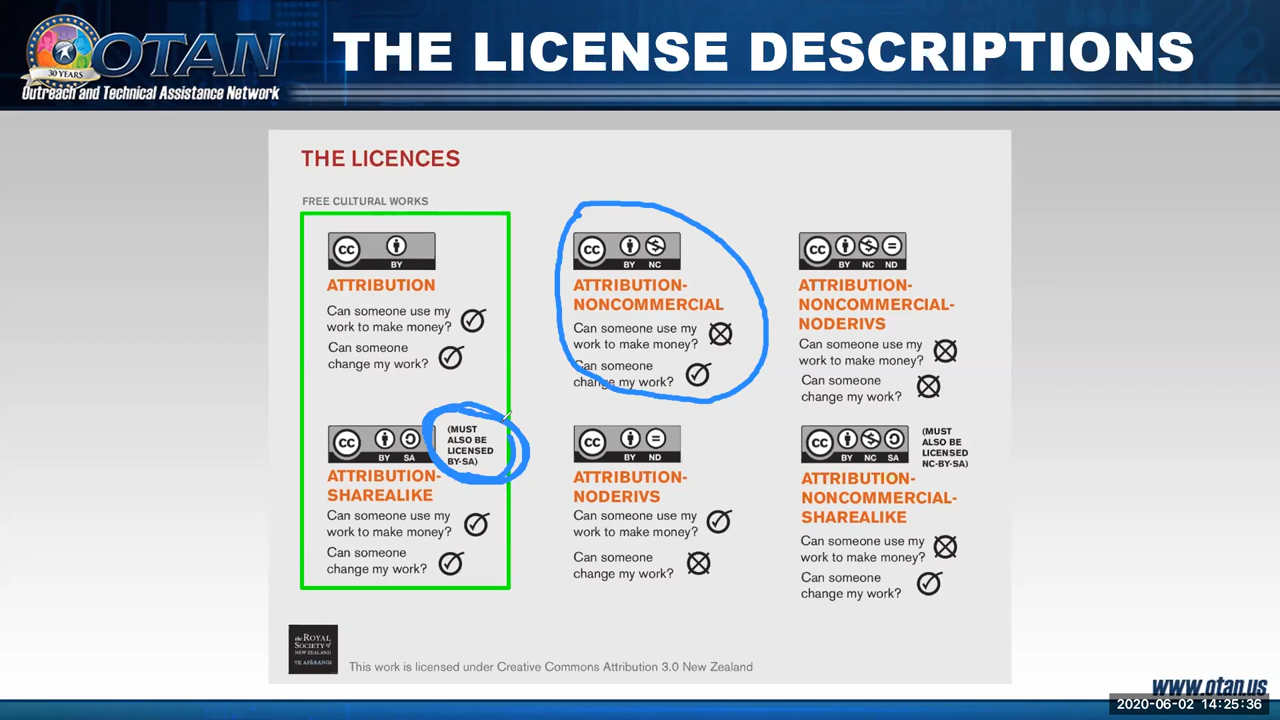 OTAN
30 YEARS
Outreach and Technical Assistance Network
THE LICENSE DESCRIPTIONS
THE LICENCES
FREE CULTURAL WORKS
CC
BY
ATTRIBUTION
Can someone use my
work to make money?
Can someone
change my work?
CC
BY NC
ATTRIBUTION-
NONCOMMERCIAL
Can someone use my
work to make money?
Can someone
change my work?
CC
BY NC ND
ATTRIBUTION-
NONCOMMERCIAL-
NODERIVS
Can someone use my
work to make money?
Can someone
change my work?
CC
BY SA
(MUST
ALSO BE
LICENSED
BY-SA)
ATTRIBUTION-
SHAREALIKE
Can someone use my
work to make money?
Can someone
change my work?
CC
BY ND
ATTRIBUTION-
NODERIVS
Can someone use my
work to make money?
Can someone
change my work?
CC
BY NC SA
(MUST
ALSO BE
LICENSED
NC-BY-SA)
ATTRIBUTION-
NONCOMMERCIAL-
SHAREALIKE
Can someone use my
work to make money?
Can someone
change my work?
the ROYAL
SOCIETY of
NEW ZEALAND
TE APĀRANGI
This work is licensed under Creative Commons Attribution 3.0 New Zealand
www.otan.us
2020-06-02 14:25:36